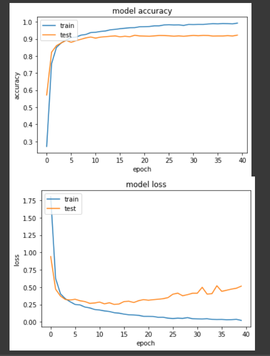 model accuracy
1.0
0.9
0.8
0.7
0.6
0.5
0.4
0.3
train
test
accuracy
0 5 10 15 20 25 30 35 40
epoch
model loss
1.75
1.50
1.25
1.00
0.75
0.50
0.25
0.00
train
test
loss
0 5 10 15 20 25 30 35 40
epoch